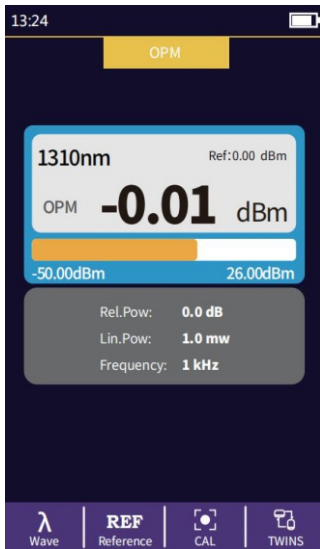 13:24
OPM
1310nm Ref:0.00 dBm
OPM -0.01 dBm
-50.00dBm 26.00dBm
Rel.Pow: 0.0 dB
Lin.Pow: 1.0 mw
Frequency: 1 kHz
λ REF
Wave Reference CAL TWINS